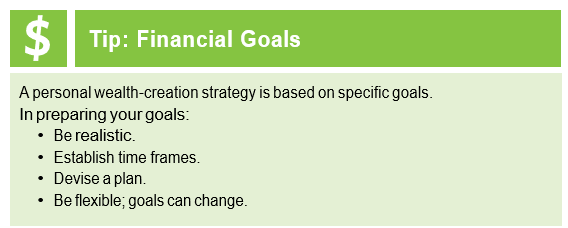 $
Tip: Financial Goals
A personal wealth-creation strategy is based on specific goals.
In preparing your goals:
• Be realistic.
• Establish time frames.
• Devise a plan.
• Be flexible; goals can change.